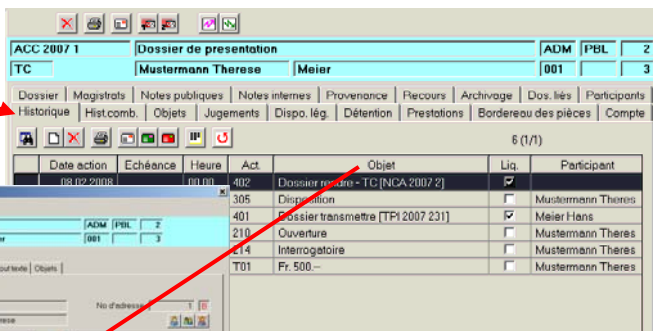 ACC 2007 1 Dossier de presentation ADM PBL 2
TC Mustermann Therese Meier 001 3
Dossier Magistrats Notes publiques Notes internes Provenance Recours Archivage Dos. liés Participants
Historique Hist.comb. Objets Jugements Dispo. lég. Détention Prestations Bordereau des pièces Compte
6 (1/1)
Date action Echéance Heure Act. Objet Liq. Participant
08.02.2008 00.00 402 Dossier rendre - TC [NCA 2007 2]
305 Disposition Mustermann Theres
401 Dossier transmettre [TPI 2007 231] Meier Hans
210 Ouverture Mustermann Theres
214 Interrogatoire Mustermann Theres
T01 Fr. 500.-- Mustermann Theres
ADM PBL 2
001 3
Objets
No d'adresse 1